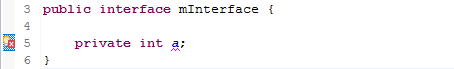 3 public interface mInterface {
4
5     private int a;
6 }